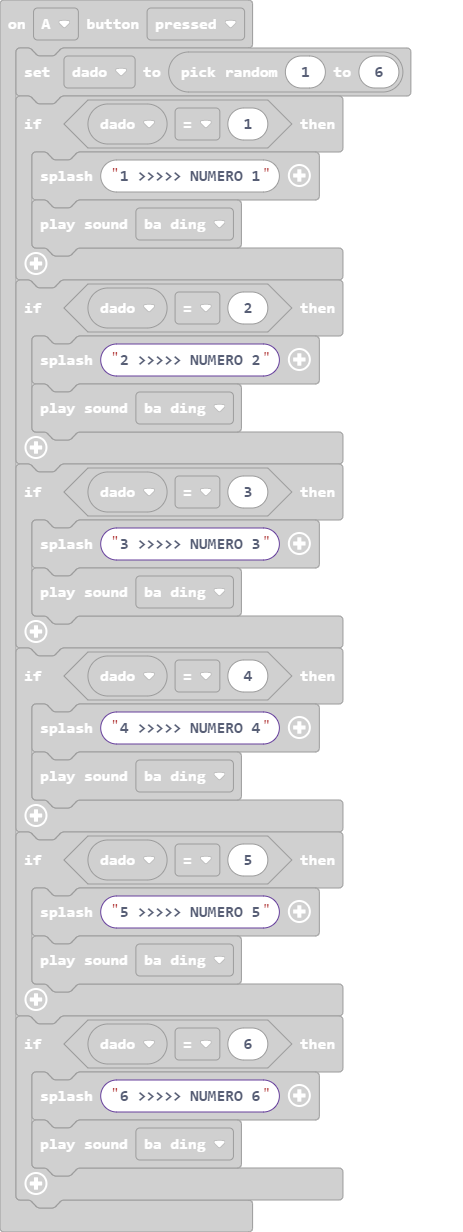 on A button pressed
set dado to pick random 1 to 6
if dado = 1 then
splash "1 >>>>> NUMERO 1"
play sound ba ding
if dado = 2 then
splash "2 >>>>> NUMERO 2"
play sound ba ding
if dado = 3 then
splash "3 >>>>> NUMERO 3"
play sound ba ding
if dado = 4 then
splash "4 >>>>> NUMERO 4"
play sound ba ding
if dado = 5 then
splash "5 >>>>> NUMERO 5"
play sound ba ding
if dado = 6 then
splash "6 >>>>> NUMERO 6"
play sound ba ding